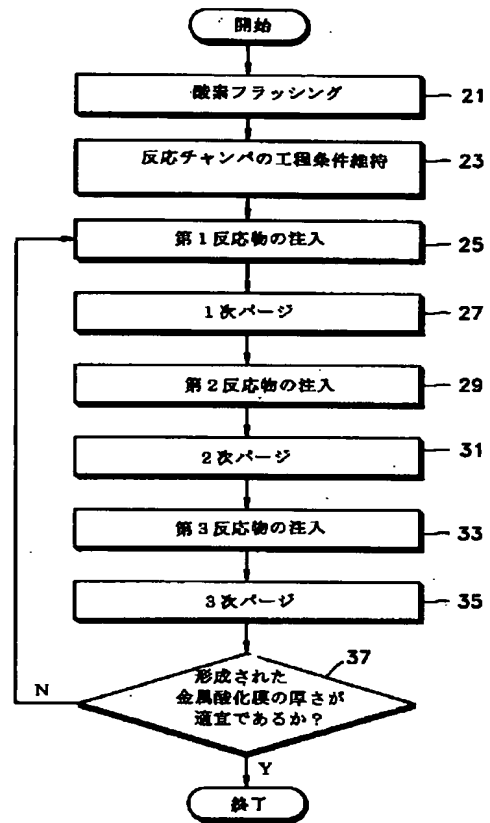 開始
酸素フラッシング
21
反応チャンパの工程条件維持
23
第1反応物の注入
25
1次パージ
27
第2反応物の注入
29
2次パージ
31
第3反応物の注入
33
3次パージ
35
37
形成された
金属酸化膜の厚さが
適宜であるか？
N
Y
終了